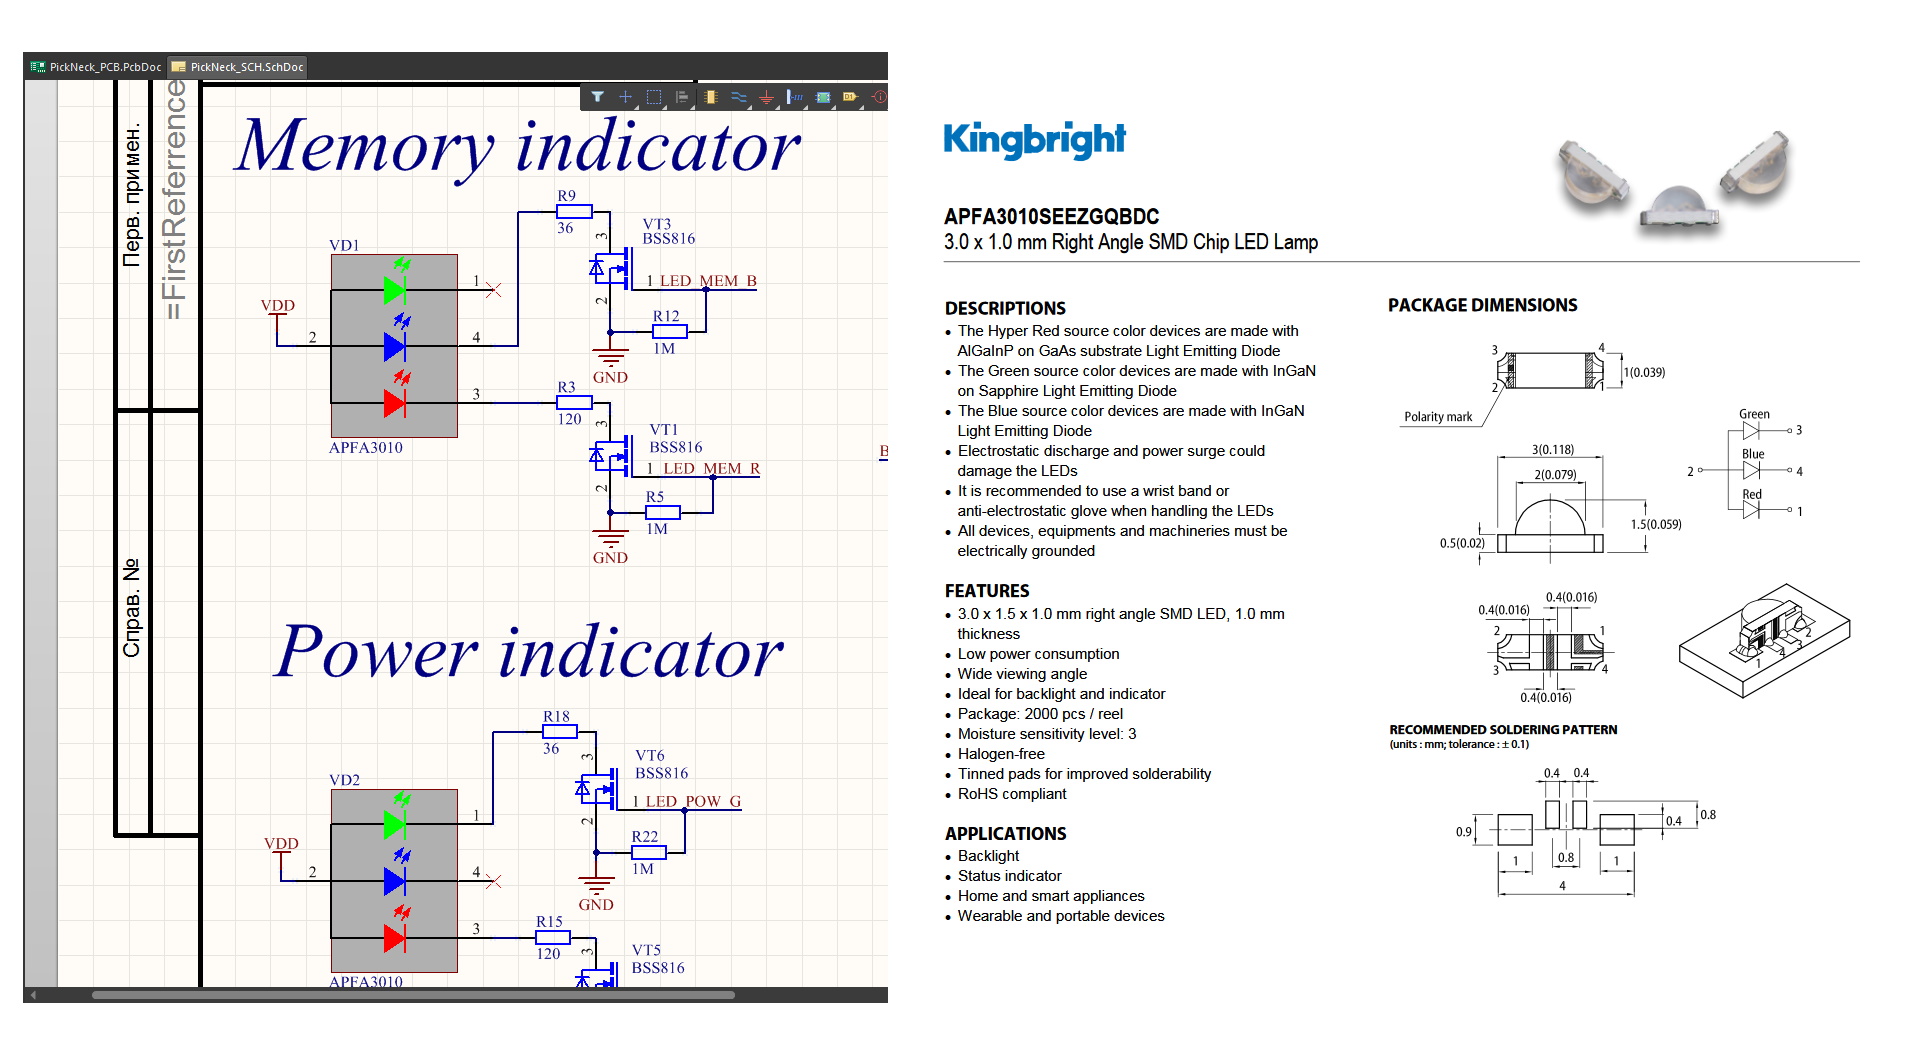 PickNeck_PCB.PcbDoc
PickNeck_SCH.SchDoc
Перв. примен.
=FirstReferrence
Справ. №
Memory indicator
VD1
VDD
2
1
4
3
APFA3010
R9
36
3
VT3
BSS816
1 LED_MEM_B
2
R12
1M
GND
R3
120
3
VT1
BSS816
1 LED_MEM_R
2
R5
1M
GND
B
Power indicator
VD2
VDD
2
1
4
3
APFA3010
R18
36
3
VT6
BSS816
1 LED_POW_G
2
R22
1M
GND
R15
120
3
VT5
BSS816
Kingbright
APFA3010SEEZGQBDC
3.0 x 1.0 mm Right Angle SMD Chip LED Lamp
DESCRIPTIONS
• The Hyper Red source color devices are made with
AlGaInP on GaAs substrate Light Emitting Diode
• The Green source color devices are made with InGaN
on Sapphire Light Emitting Diode
• The Blue source color devices are made with InGaN
Light Emitting Diode
• Electrostatic discharge and power surge could
damage the LEDs
• It is recommended to use a wrist band or
anti-electrostatic glove when handling the LEDs
• All devices, equipments and machineries must be
electrically grounded
FEATURES
• 3.0 x 1.5 x 1.0 mm right angle SMD LED, 1.0 mm
thickness
• Low power consumption
• Wide viewing angle
• Ideal for backlight and indicator
• Package: 2000 pcs / reel
• Moisture sensitivity level: 3
• Halogen-free
• Tinned pads for improved solderability
• RoHS compliant
APPLICATIONS
• Backlight
• Status indicator
• Home and smart appliances
• Wearable and portable devices
PACKAGE DIMENSIONS
3 4
1(0.039)
2 1
Polarity mark
3(0.118)
2(0.079)
1.5(0.059)
0.5(0.02)
Green
3
Blue
2 4
Red
1
0.4(0.016)
0.4(0.016)
2 1
3 4
0.4(0.016)
1 4 3 2
RECOMMENDED SOLDERING PATTERN
(units : mm; tolerance : ± 0.1)
0.4 0.4
0.9
0.4
0.8
1 0.8 1
4